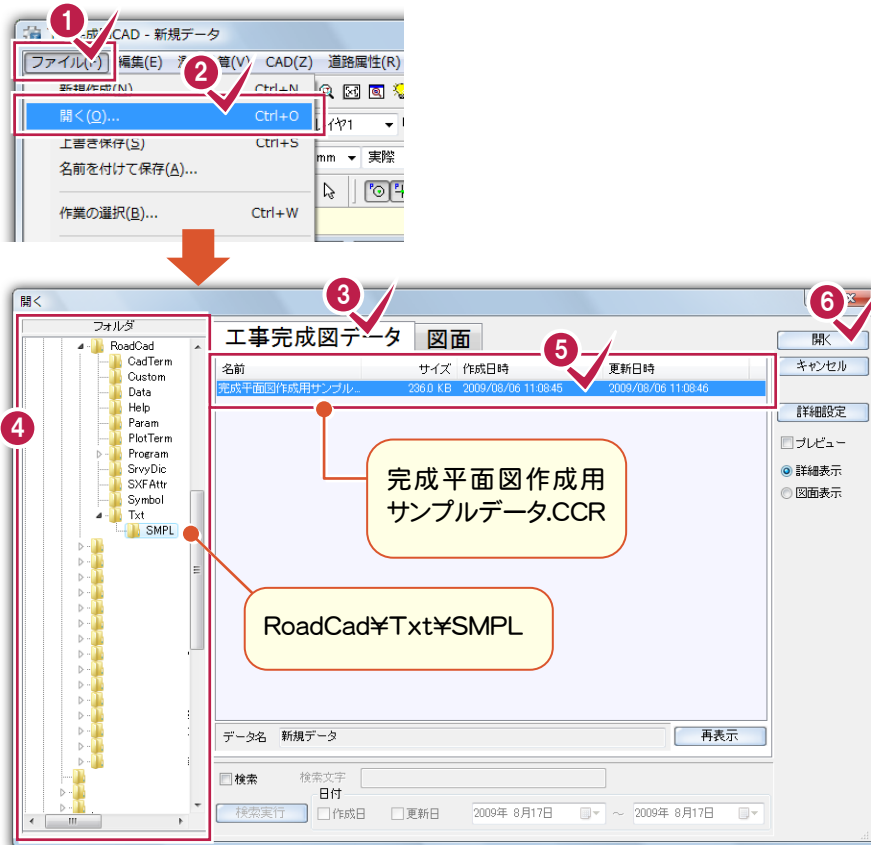 1
CAD - 新規データ
ファイル(F) 編集(E) CAD(Z) 道路属性(R)
2
新規作成(N) Ctrl+N
開く(O)... Ctrl+O
レイヤ1
上書き保存(S) Ctrl+S
mm 実際
名前を付けて保存(A)...
作業の選択(B)... Ctrl+W
開く
3
6
フォルダ
工事完成図データ 図面
開く
RoadCad
CadTerm
Custom
Data
Help
Param
PlotTerm
Program
SrvyDic
SXFAttr
Symbol
Txt
SMPL
4
5
名前 サイズ 作成日時 更新日時
完成平面図作成用サンプル... 236.0 KB 2009/08/06 11:08:45 2009/08/06 11:08:46
キャンセル
詳細設定
プレビュー
詳細表示
図面表示
完成平面図作成用
サンプルデータ.CCR
RoadCad¥Txt¥SMPL
データ名 新規データ 再表示
検索 検索文字
日付
検索実行 作成日 更新日 2009年 8月17日 ～ 2009年 8月17日